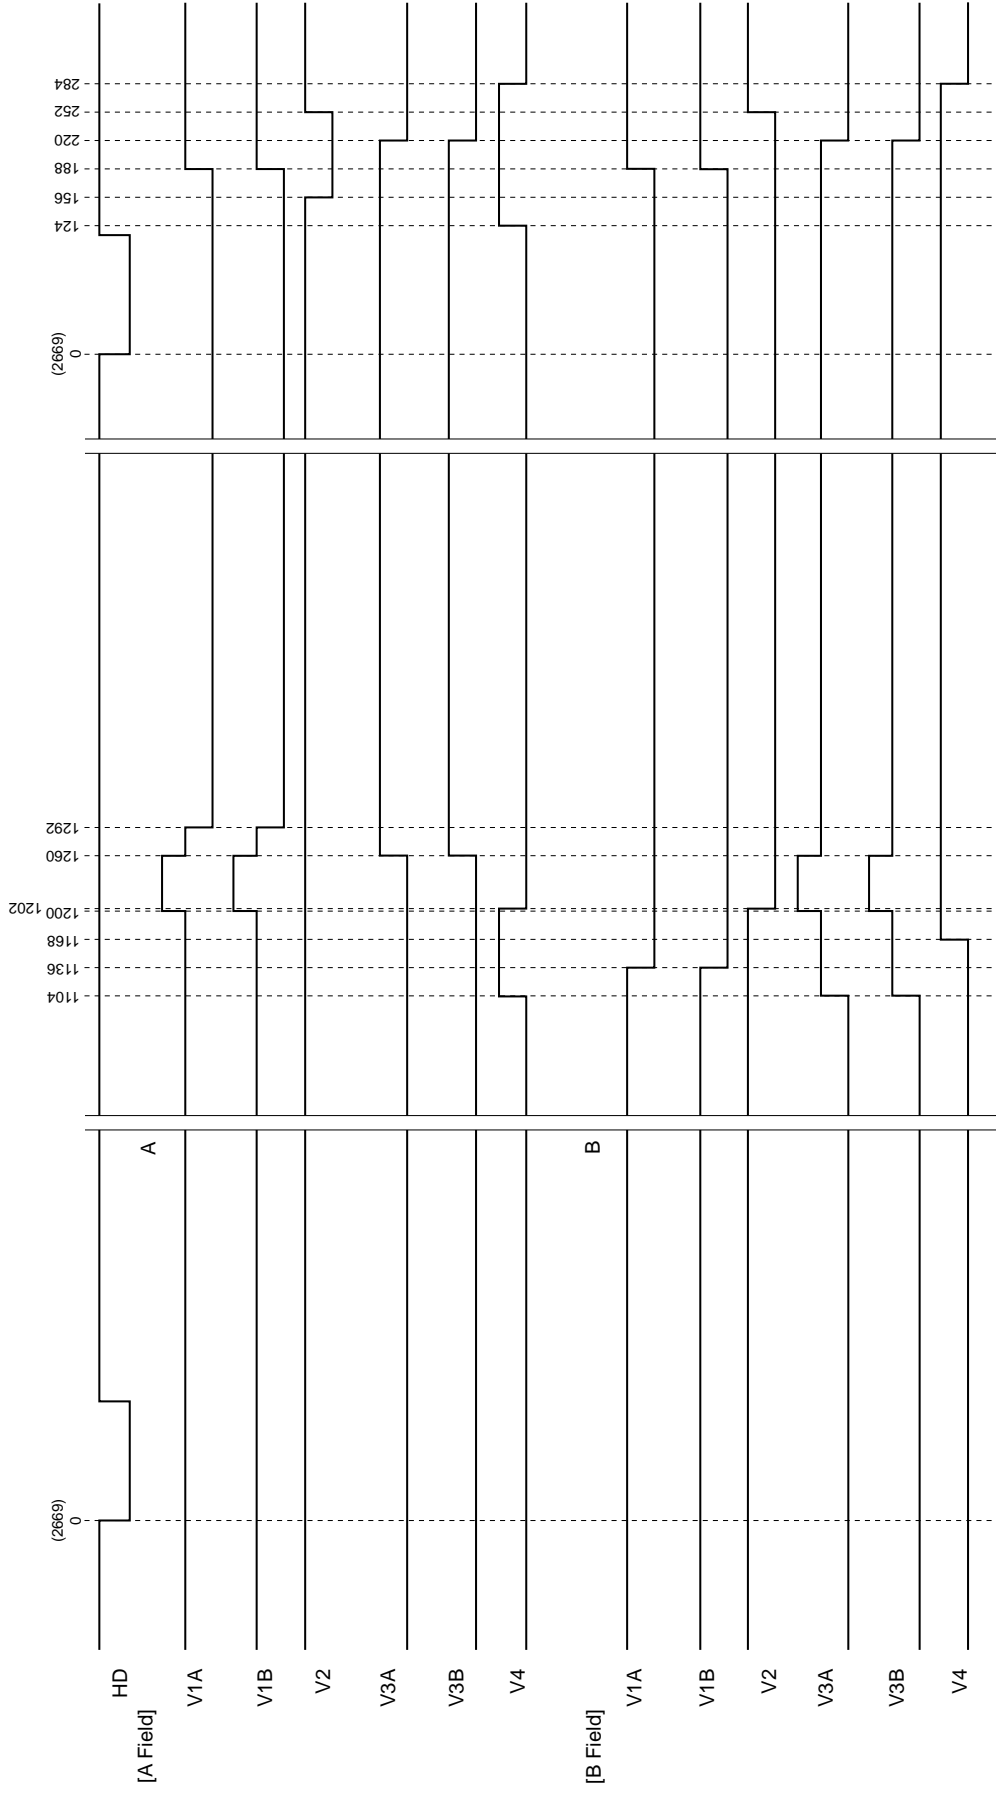 HD
[A Field]
V1A
V1B
V2
V3A
V3B
V4
[B Field]
V1A
V1B
V2
V3A
V3B
V4
(2669)
0
A
B
1104
1136
1168
1200
1202
1260
1292
(2669)
0
124
156
188
220
252
284